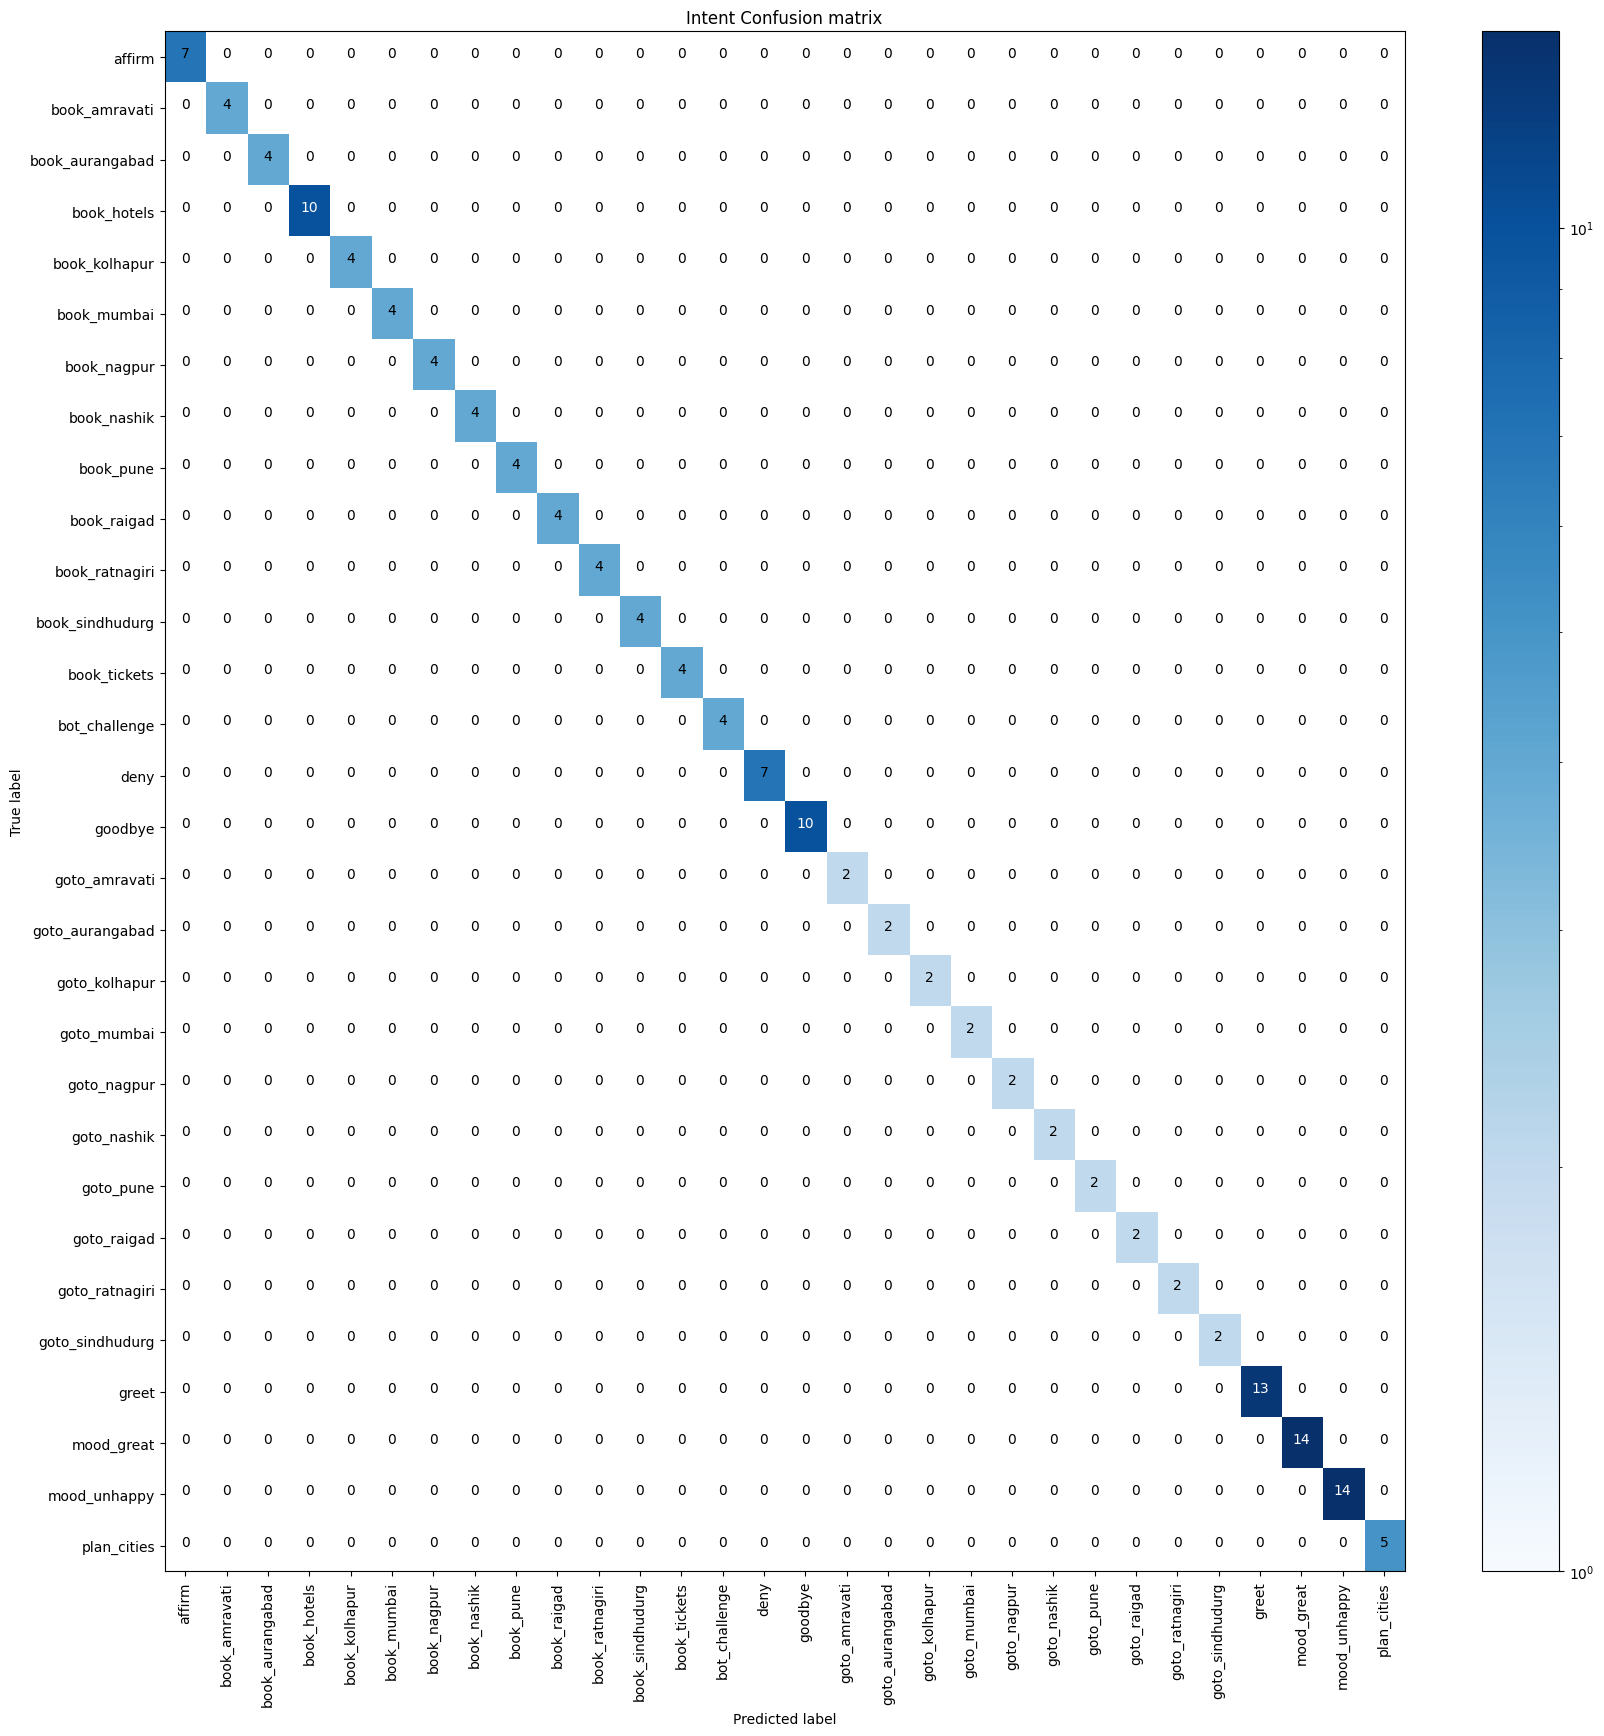 Intent Confusion matrix
affirm 7 0 0 0 0 0 0 0 0 0 0 0 0 0 0 0 0 0 0 0 0 0 0 0 0 0 0 0 0 0
book_amravati 0 4 0 0 0 0 0 0 0 0 0 0 0 0 0 0 0 0 0 0 0 0 0 0 0 0 0 0 0 0
book_aurangabad 0 0 4 0 0 0 0 0 0 0 0 0 0 0 0 0 0 0 0 0 0 0 0 0 0 0 0 0 0 0
book_hotels 0 0 0 10 0 0 0 0 0 0 0 0 0 0 0 0 0 0 0 0 0 0 0 0 0 0 0 0 0 0
10¹
book_kolhapur 0 0 0 0 4 0 0 0 0 0 0 0 0 0 0 0 0 0 0 0 0 0 0 0 0 0 0 0 0 0
book_mumbai 0 0 0 0 0 4 0 0 0 0 0 0 0 0 0 0 0 0 0 0 0 0 0 0 0 0 0 0 0 0
book_nagpur 0 0 0 0 0 0 4 0 0 0 0 0 0 0 0 0 0 0 0 0 0 0 0 0 0 0 0 0 0 0
book_nashik 0 0 0 0 0 0 0 4 0 0 0 0 0 0 0 0 0 0 0 0 0 0 0 0 0 0 0 0 0 0
book_pune 0 0 0 0 0 0 0 0 4 0 0 0 0 0 0 0 0 0 0 0 0 0 0 0 0 0 0 0 0 0
book_raigad 0 0 0 0 0 0 0 0 0 4 0 0 0 0 0 0 0 0 0 0 0 0 0 0 0 0 0 0 0 0
book_ratnagiri 0 0 0 0 0 0 0 0 0 0 4 0 0 0 0 0 0 0 0 0 0 0 0 0 0 0 0 0 0 0
book_sindhudurg 0 0 0 0 0 0 0 0 0 0 0 4 0 0 0 0 0 0 0 0 0 0 0 0 0 0 0 0 0 0
book_tickets 0 0 0 0 0 0 0 0 0 0 0 0 4 0 0 0 0 0 0 0 0 0 0 0 0 0 0 0 0 0
bot_challenge 0 0 0 0 0 0 0 0 0 0 0 0 0 4 0 0 0 0 0 0 0 0 0 0 0 0 0 0 0 0
deny 0 0 0 0 0 0 0 0 0 0 0 0 0 0 7 0 0 0 0 0 0 0 0 0 0 0 0 0 0 0
True label
goodbye 0 0 0 0 0 0 0 0 0 0 0 0 0 0 0 10 0 0 0 0 0 0 0 0 0 0 0 0 0 0
goto_amravati 0 0 0 0 0 0 0 0 0 0 0 0 0 0 0 0 2 0 0 0 0 0 0 0 0 0 0 0 0 0
goto_aurangabad 0 0 0 0 0 0 0 0 0 0 0 0 0 0 0 0 0 2 0 0 0 0 0 0 0 0 0 0 0 0
goto_kolhapur 0 0 0 0 0 0 0 0 0 0 0 0 0 0 0 0 0 0 2 0 0 0 0 0 0 0 0 0 0 0
goto_mumbai 0 0 0 0 0 0 0 0 0 0 0 0 0 0 0 0 0 0 0 2 0 0 0 0 0 0 0 0 0 0
goto_nagpur 0 0 0 0 0 0 0 0 0 0 0 0 0 0 0 0 0 0 0 0 2 0 0 0 0 0 0 0 0 0
goto_nashik 0 0 0 0 0 0 0 0 0 0 0 0 0 0 0 0 0 0 0 0 0 2 0 0 0 0 0 0 0 0
goto_pune 0 0 0 0 0 0 0 0 0 0 0 0 0 0 0 0 0 0 0 0 0 0 2 0 0 0 0 0 0 0
goto_raigad 0 0 0 0 0 0 0 0 0 0 0 0 0 0 0 0 0 0 0 0 0 0 0 2 0 0 0 0 0 0
goto_ratnagiri 0 0 0 0 0 0 0 0 0 0 0 0 0 0 0 0 0 0 0 0 0 0 0 0 2 0 0 0 0 0
goto_sindhudurg 0 0 0 0 0 0 0 0 0 0 0 0 0 0 0 0 0 0 0 0 0 0 0 0 0 2 0 0 0 0
greet 0 0 0 0 0 0 0 0 0 0 0 0 0 0 0 0 0 0 0 0 0 0 0 0 0 0 13 0 0 0
mood_great 0 0 0 0 0 0 0 0 0 0 0 0 0 0 0 0 0 0 0 0 0 0 0 0 0 0 0 14 0 0
mood_unhappy 0 0 0 0 0 0 0 0 0 0 0 0 0 0 0 0 0 0 0 0 0 0 0 0 0 0 0 0 14 0
plan_cities 0 0 0 0 0 0 0 0 0 0 0 0 0 0 0 0 0 0 0 0 0 0 0 0 0 0 0 0 0 5
10⁰
affirm
book_amravati
book_aurangabad
book_hotels
book_kolhapur
book_mumbai
book_nagpur
book_nashik
book_pune
book_raigad
book_ratnagiri
book_sindhudurg
book_tickets
bot_challenge
deny
goodbye
goto_amravati
goto_aurangabad
goto_kolhapur
goto_mumbai
goto_nagpur
goto_nashik
goto_pune
goto_raigad
goto_ratnagiri
goto_sindhudurg
greet
mood_great
mood_unhappy
plan_cities
Predicted label